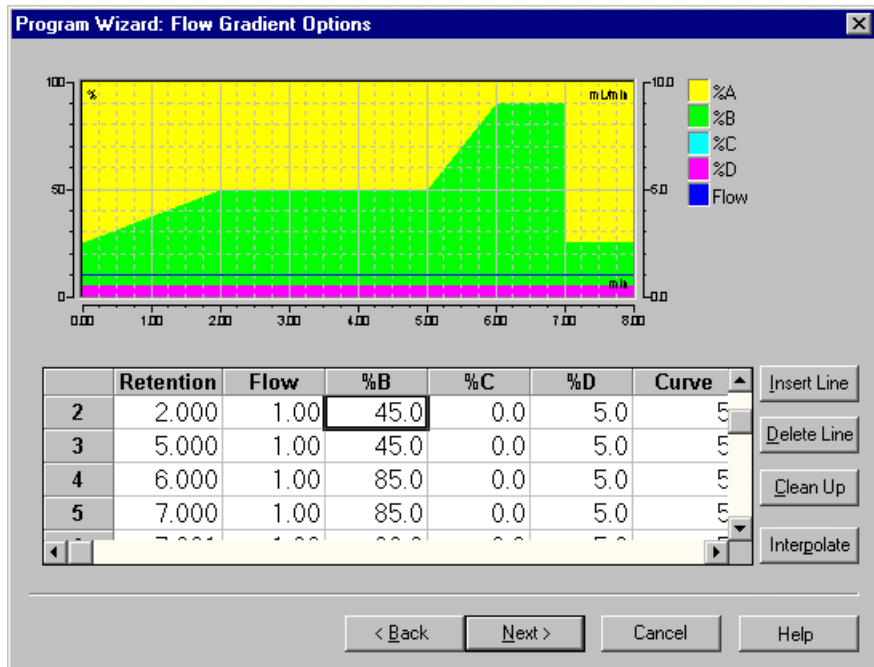 Program Wizard: Flow Gradient Options
100 % mL/min 10.0
50 5.0
0 min 0.0
0.00 1.00 2.00 3.00 4.00 5.00 6.00 7.00 8.00
%A
%B
%C
%D
Flow
Retention Flow %B %C %D Curve
2 2.000 1.00 45.0 0.0 5.0 5
3 5.000 1.00 45.0 0.0 5.0 5
4 6.000 1.00 85.0 0.0 5.0 5
5 7.000 1.00 85.0 0.0 5.0 5
Insert Line
Delete Line
Clean Up
Interpolate
< Back
Next >
Cancel
Help